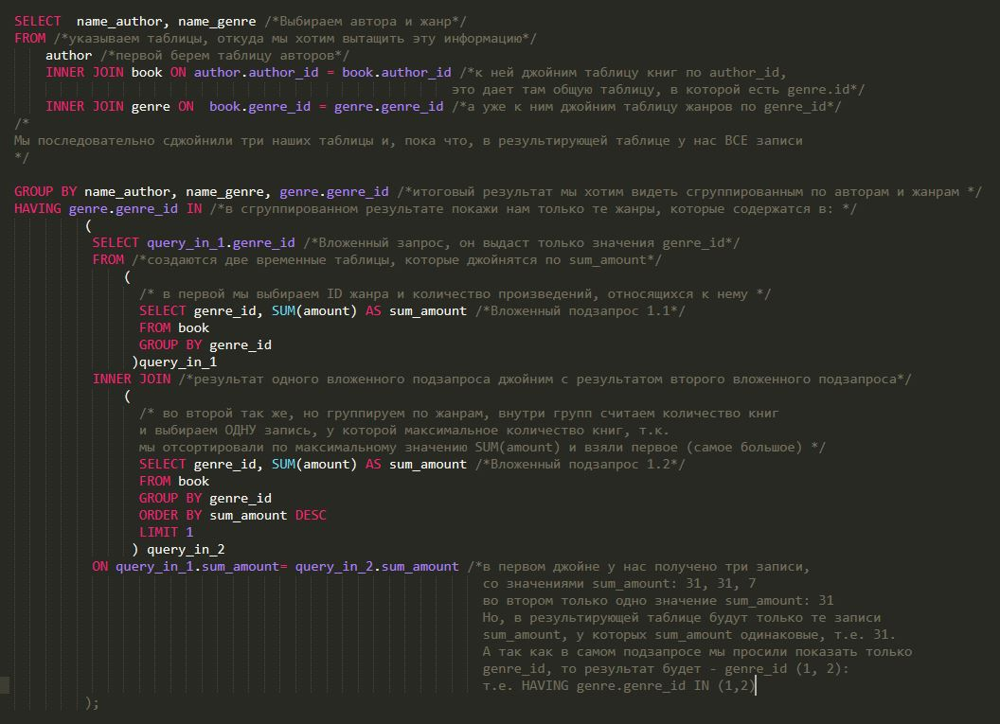 SELECT  name_author, name_genre /*Выбираем автора и жанр*/
FROM /*указываем таблицы, откуда мы хотим вытащить эту информацию*/
    author /*первой берем таблицу авторов*/
    INNER JOIN book ON author.author_id = book.author_id /*к ней джойним таблицу книг по author_id,
                                                        это дает там общую таблицу, в которой есть genre.id*/
    INNER JOIN genre ON  book.genre_id = genre.genre_id /*а уже к ним джойним таблицу жанров по genre_id*/
/*
Мы последовательно сджойнили три наших таблицы и, пока что, в результирующей таблице у нас ВСЕ записи
*/
GROUP BY name_author, name_genre, genre.genre_id /*итоговый результат мы хотим видеть сгруппированным по авторам и жанрам */
HAVING genre.genre_id IN /*в сгруппированном результате покажи нам только те жанры, которые содержатся в: */
         (
          SELECT query_in_1.genre_id /*Вложенный запрос, он выдаст только значения genre_id*/
          FROM /*создаются две временные таблицы, которые джойнятся по sum_amount*/
              (
                /* в первой мы выбираем ID жанра и количество произведений, относящихся к нему */
                SELECT genre_id, SUM(amount) AS sum_amount /*Вложенный подзапрос 1.1*/
                FROM book
                GROUP BY genre_id
               )query_in_1
          INNER JOIN /*результат одного вложенного подзапроса джойним с результатом второго вложенного подзапроса*/
              (
                /* во второй так же, но группируем по жанрам, внутри групп считаем количество книг
                и выбираем ОДНУ запись, у которой максимальное количество книг, т.к.
                мы отсортировали по максимальному значению SUM(amount) и взяли первое (самое большое) */
                SELECT genre_id, SUM(amount) AS sum_amount /*Вложенный подзапрос 1.2*/
                FROM book
                GROUP BY genre_id
                ORDER BY sum_amount DESC
                LIMIT 1
               ) query_in_2
          ON query_in_1.sum_amount= query_in_2.sum_amount /*в первом джойне у нас получено три записи,
                                                            со значениями sum_amount: 31, 31, 7
                                                            во втором только одно значение sum_amount: 31
                                                            Но, в результирующей таблице будут только те записи
                                                            sum_amount, у которых sum_amount одинаковые, т.е. 31.
                                                            А так как в самом подзапросе мы просили показать только
                                                            genre_id, то результат будет - genre_id (1, 2):
                                                            т.е. HAVING genre.genre_id IN (1,2)
         );